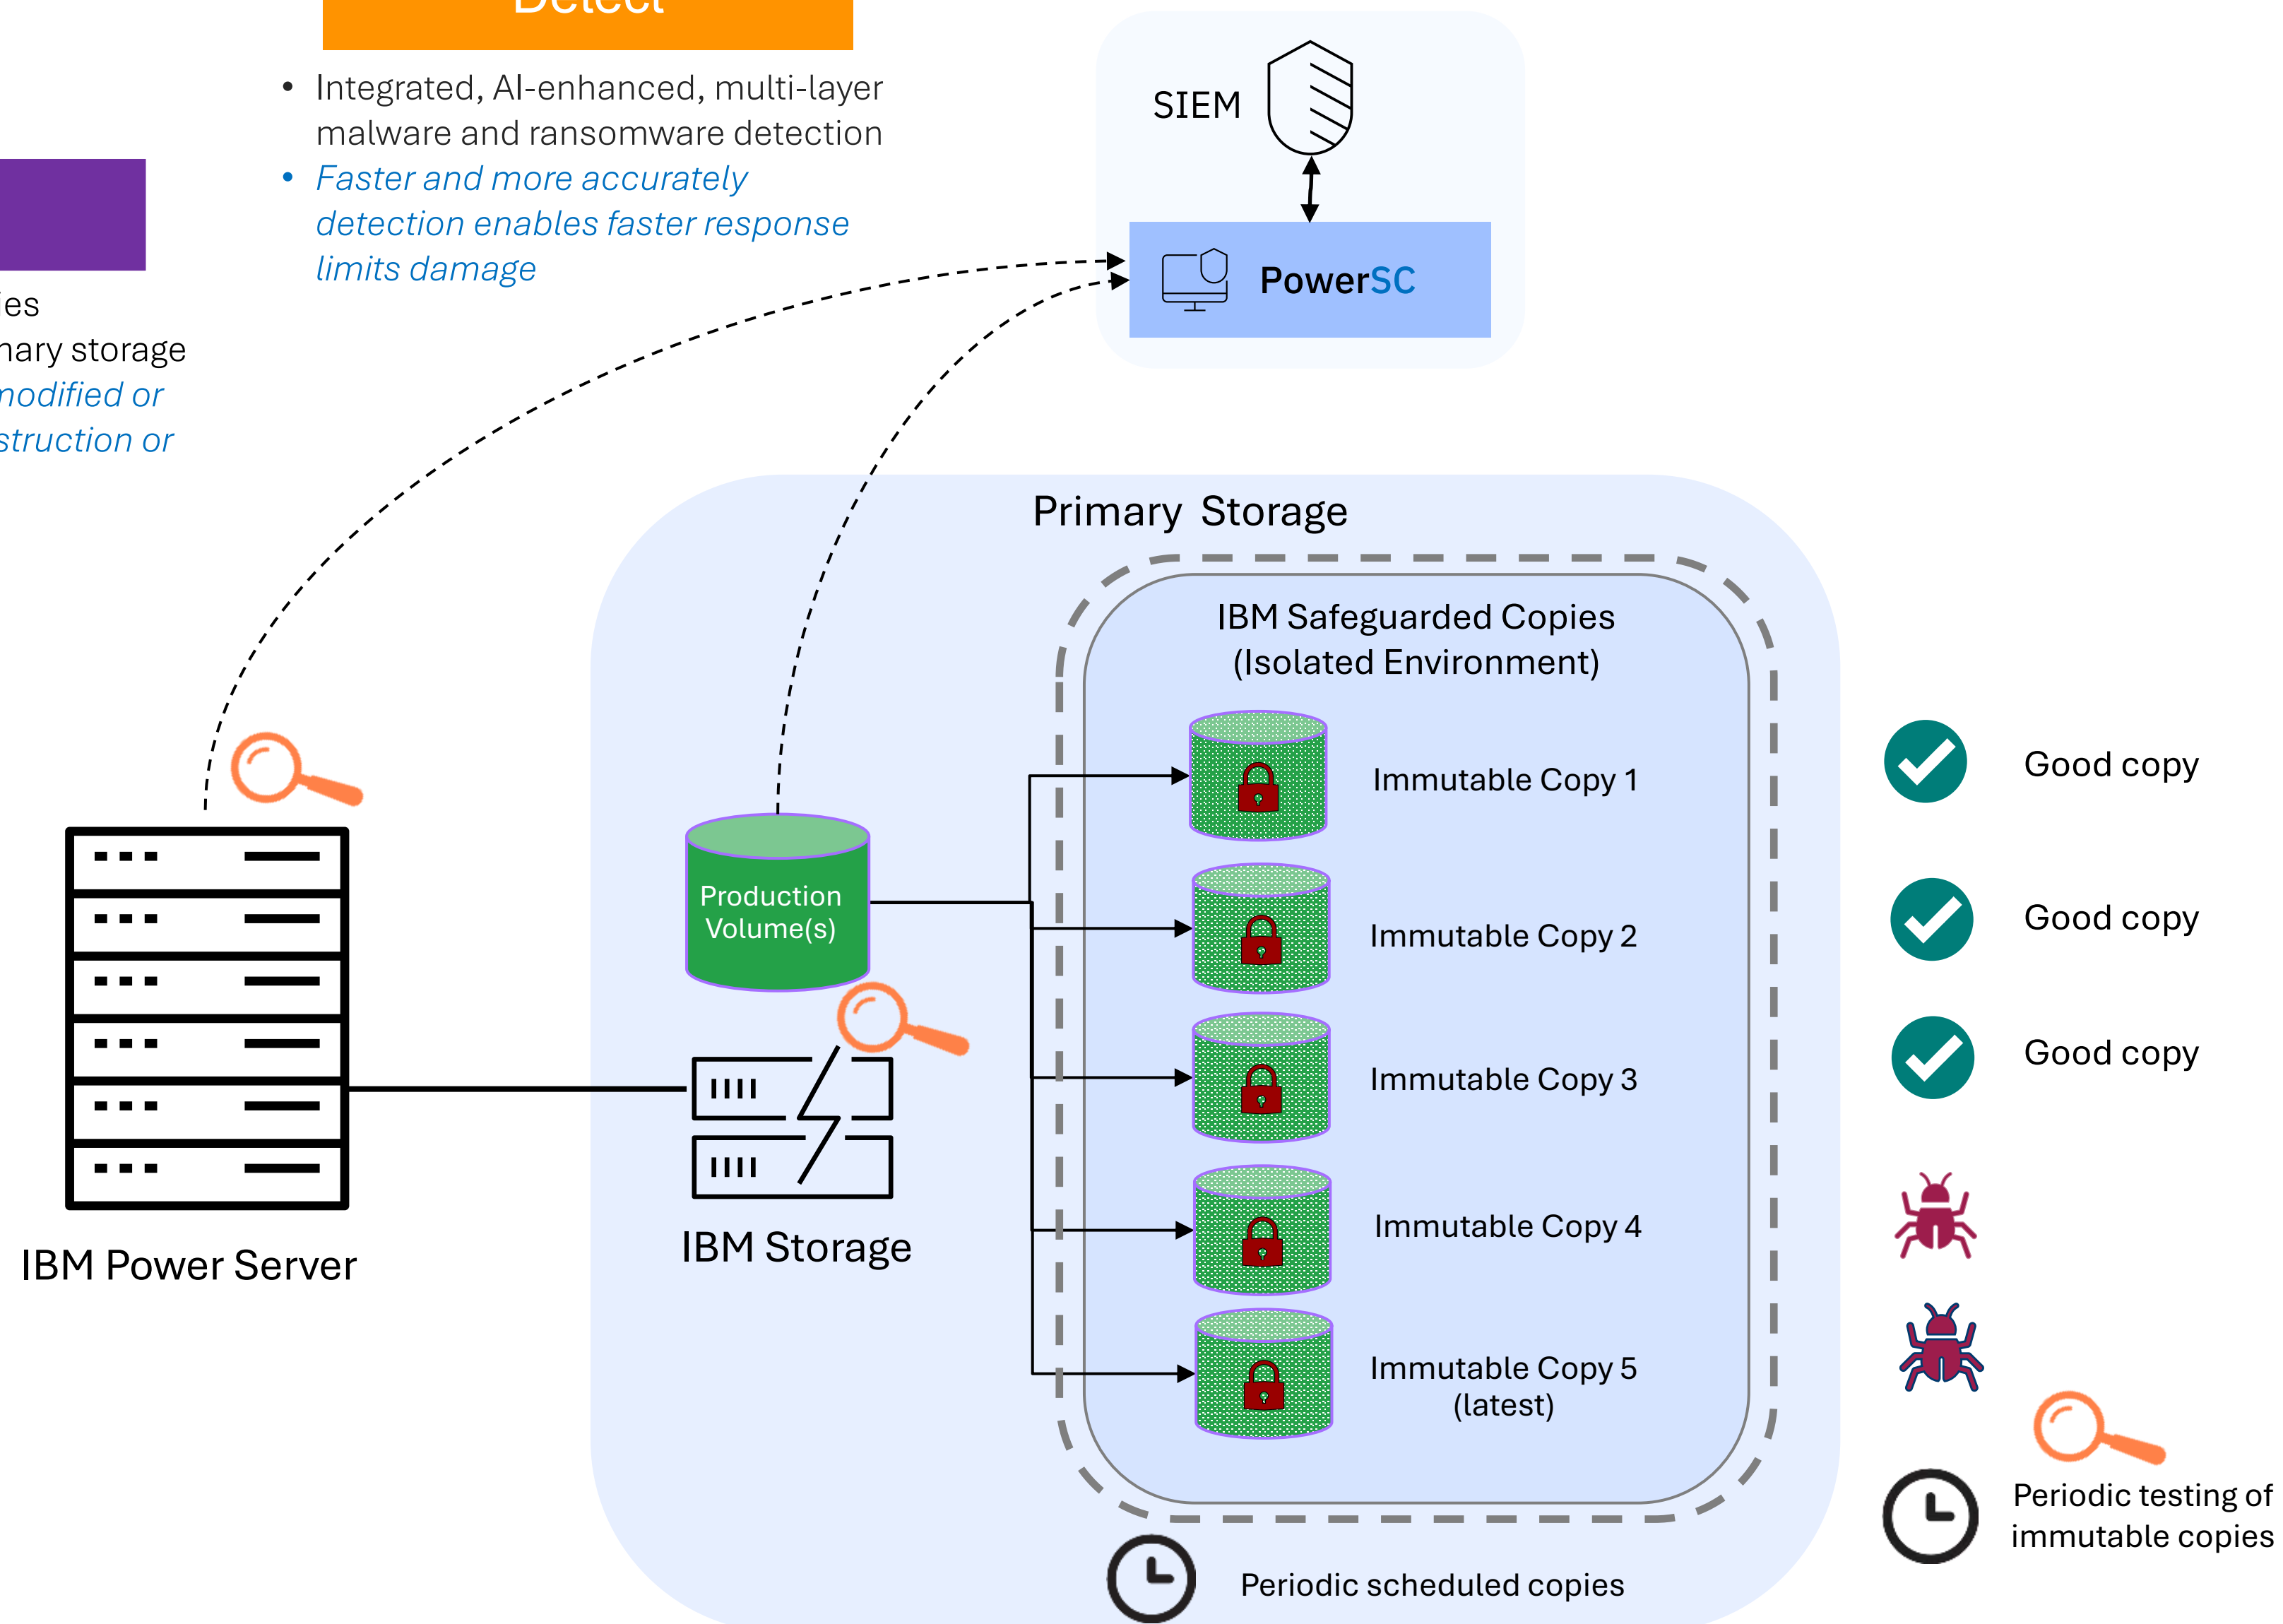 Detect
• Integrated, AI-enhanced, multi-layer
malware and ransomware detection
• Faster and more accurately
detection enables faster response
limits damage
storage
modified or
or
SIEM
PowerSC
Primary Storage
IBM Safeguarded Copies
(Isolated Environment)
Immutable Copy 1
Immutable Copy 2
Immutable Copy 3
Immutable Copy 4
Immutable Copy 5
(latest)
Production
Volume(s)
IBM Storage
IBM Power Server
Good copy
Good copy
Good copy
Periodic testing of
immutable copies
Periodic scheduled copies